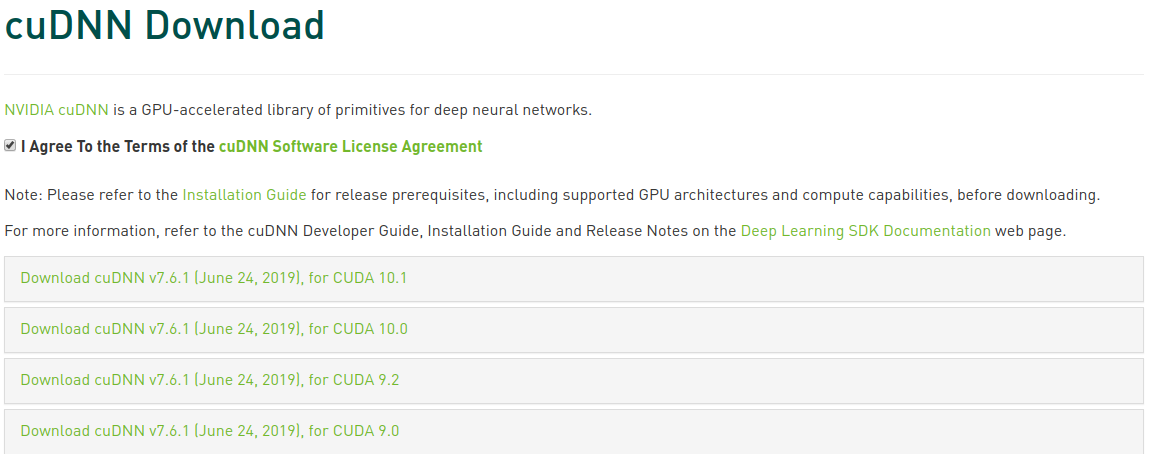 cuDNN Download
NVIDIA cuDNN is a GPU-accelerated library of primitives for deep neural networks.
I Agree To the Terms of the cuDNN Software License Agreement
Note: Please refer to the Installation Guide for release prerequisites, including supported GPU architectures and compute capabilities, before downloading.
For more information, refer to the cuDNN Developer Guide, Installation Guide and Release Notes on the Deep Learning SDK Documentation web page.
Download cuDNN v7.6.1 (June 24, 2019), for CUDA 10.1
Download cuDNN v7.6.1 (June 24, 2019), for CUDA 10.0
Download cuDNN v7.6.1 (June 24, 2019), for CUDA 9.2
Download cuDNN v7.6.1 (June 24, 2019), for CUDA 9.0